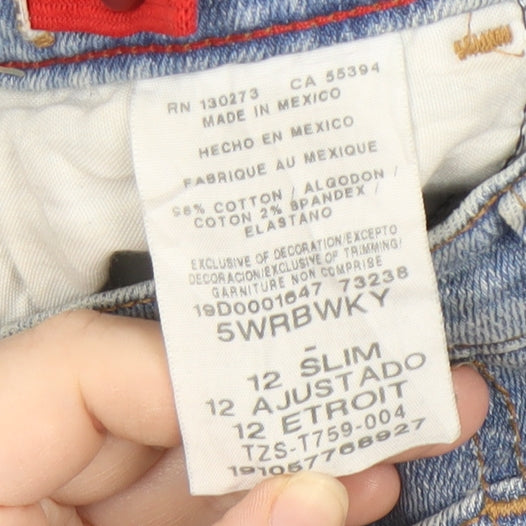 RN 130273 CA 55394
MADE IN MEXICO
HECHO EN MEXICO
FABRIQUE AU MEXIQUE
98% COTTON / ALGODON /
COTON 2% SPANDEX /
ELASTANO
EXCLUSIVE OF DECORATION/EXCEPTO
DECORACION/EXCLUSIVE OF TRIMMING/
GARNITURE NON COMPRISE
19D0001647 73238
5WRBWKY
-
12 SLIM
12 AJUSTADO
12 ETROIT
TZS-T759-004
191057768927